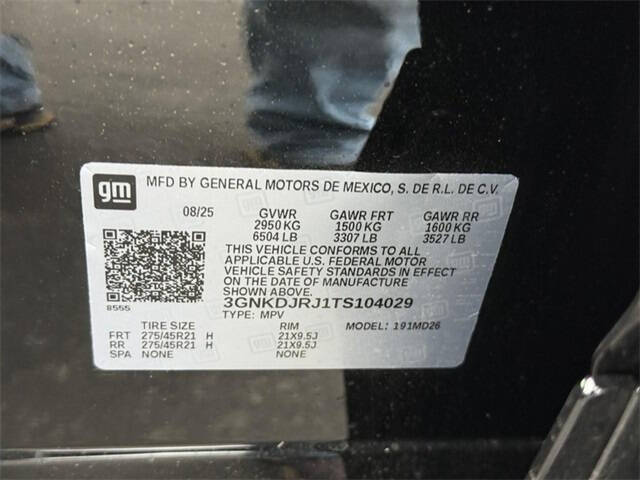 gm MFD BY GENERAL MOTORS DE MEXICO, S. DE R.L. DE C.V.
08/25 GVWR GAWR FRT GAWR RR
2950 KG 1500 KG 1600 KG
6504 LB 3307 LB 3527 LB
THIS VEHICLE CONFORMS TO ALL
APPLICABLE U.S. FEDERAL MOTOR
VEHICLE SAFETY STANDARDS IN EFFECT
ON THE DATE OF MANUFACTURE
SHOWN ABOVE.
8555 3GNKDJRJ1TS104029
TYPE: MPV
TIRE SIZE RIM MODEL: 191MD26
FRT 275/45R21 H 21X9.5J
RR 275/45R21 H 21X9.5J
SPA NONE NONE